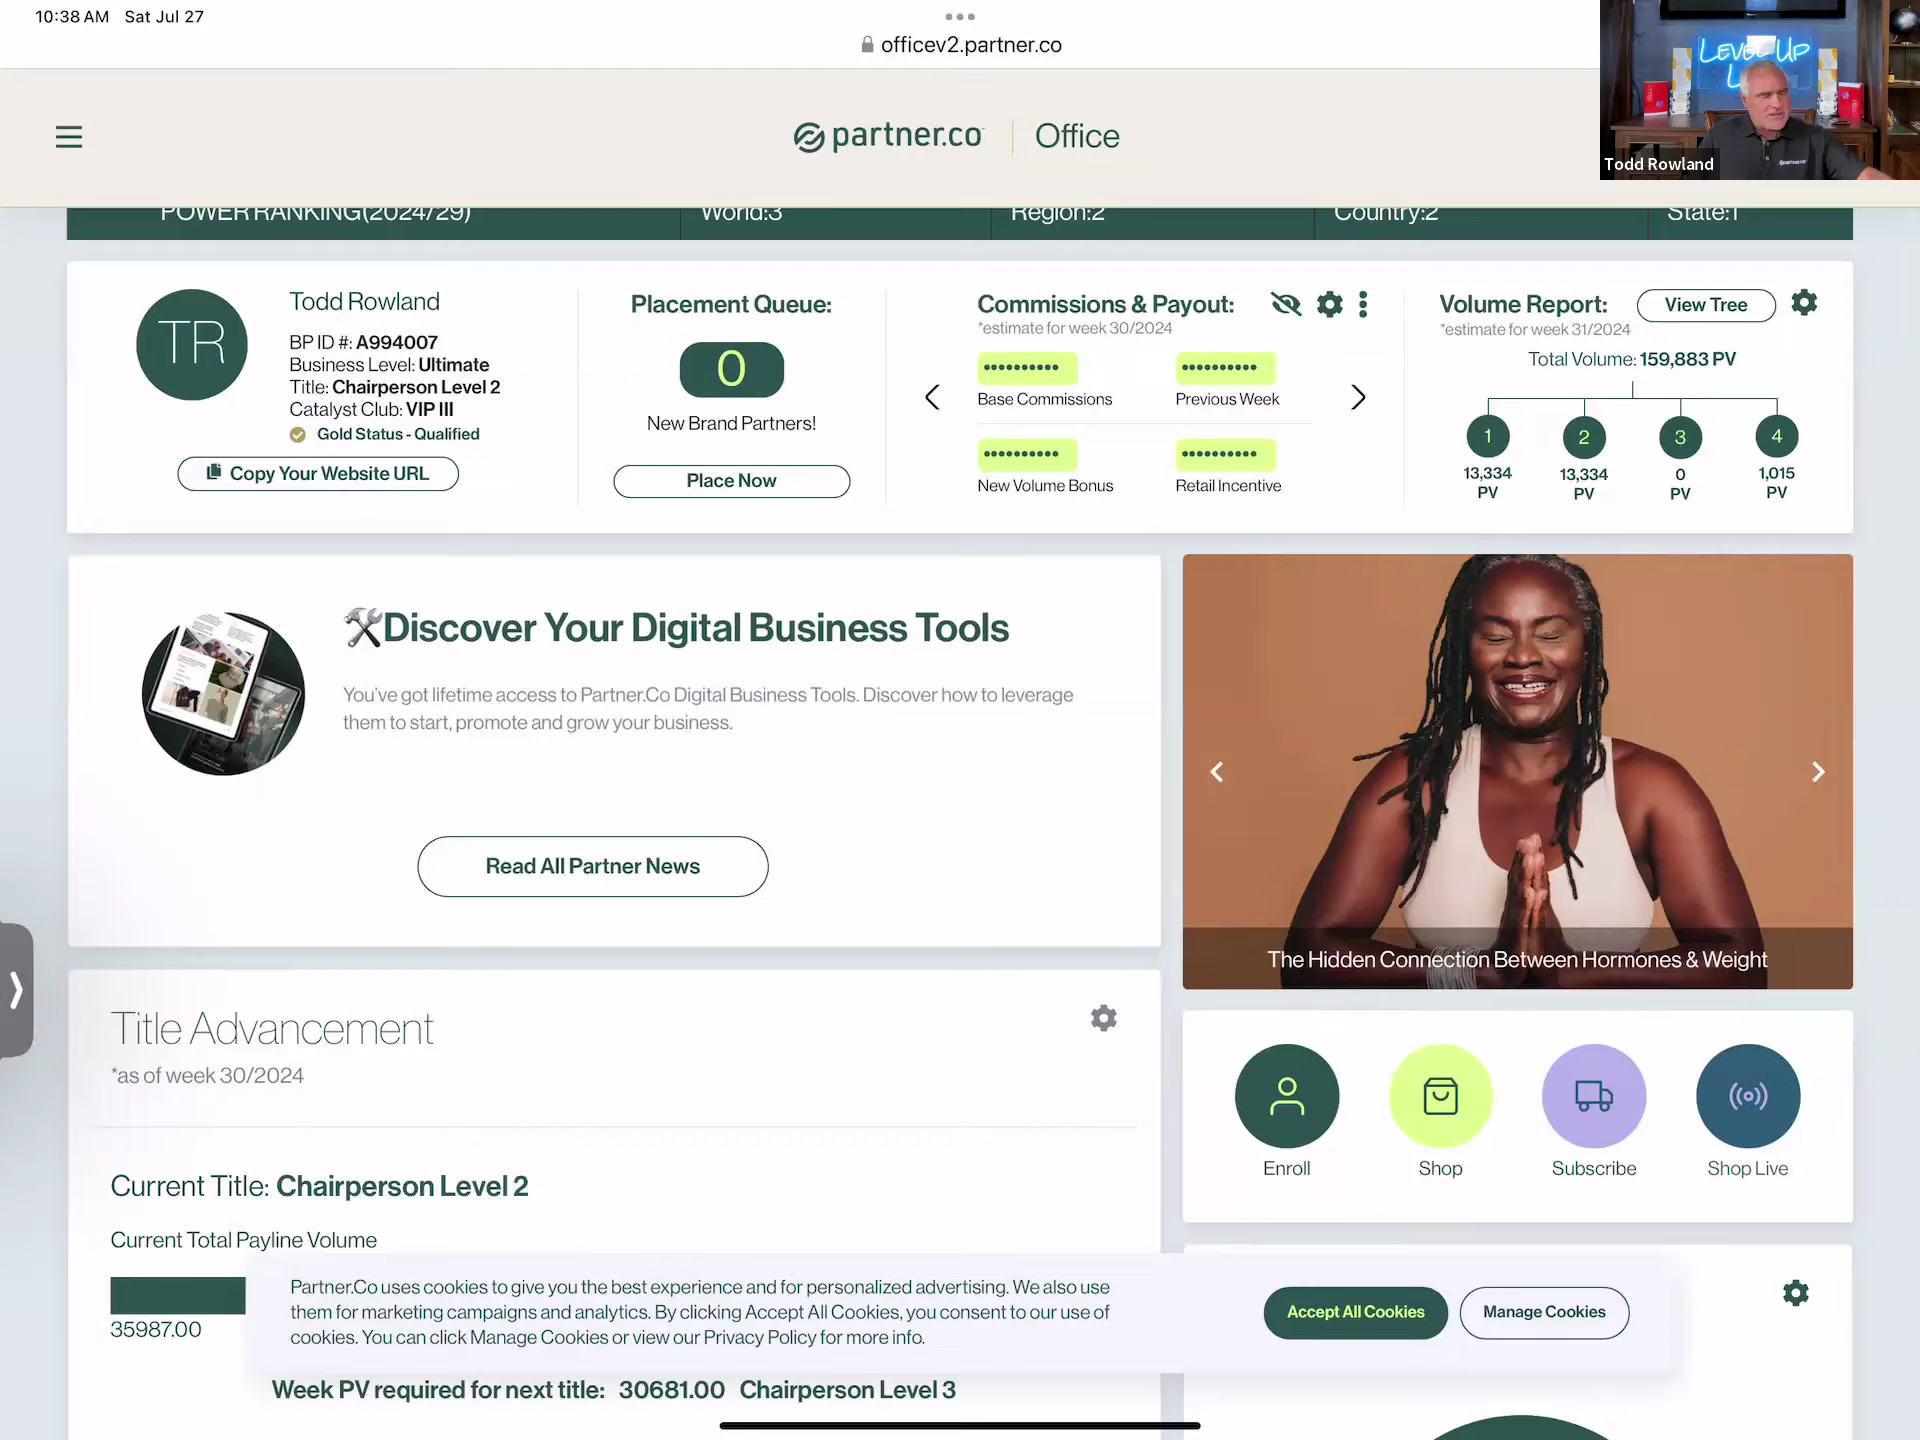 10:38 AM Sat Jul 27
officev2.partner.co
partner.co Office
LEVEL UP
Todd Rowland
POWER RANKING(2024/29) World:3 Region:2 Country:2 State:1
TR
Todd Rowland
BP ID #: A994007
Business Level: Ultimate
Title: Chairperson Level 2
Catalyst Club: VIP III
Gold Status - Qualified
Copy Your Website URL
Placement Queue:
0
New Brand Partners!
Place Now
Commissions & Payout:
*estimate for week 30/2024
•••••••••• ••••••••••
Base Commissions Previous Week
•••••••••• ••••••••••
New Volume Bonus Retail Incentive
Volume Report: View Tree
*estimate for week 31/2024
Total Volume: 159,883 PV
1 2 3 4
13,334 13,334 0 1,015
PV PV PV PV
Discover Your Digital Business Tools
You've got lifetime access to Partner.Co Digital Business Tools. Discover how to leverage
them to start, promote and grow your business.
Read All Partner News
The Hidden Connection Between Hormones & Weight
Title Advancement
*as of week 30/2024
Current Title: Chairperson Level 2
Current Total Payline Volume
35987.00
Week PV required for next title: 30681.00 Chairperson Level 3
Enroll Shop Subscribe Shop Live
Partner.Co uses cookies to give you the best experience and for personalized advertising. We also use
them for marketing campaigns and analytics. By clicking Accept All Cookies, you consent to our use of
cookies. You can click Manage Cookies or view our Privacy Policy for more info.
Accept All Cookies Manage Cookies